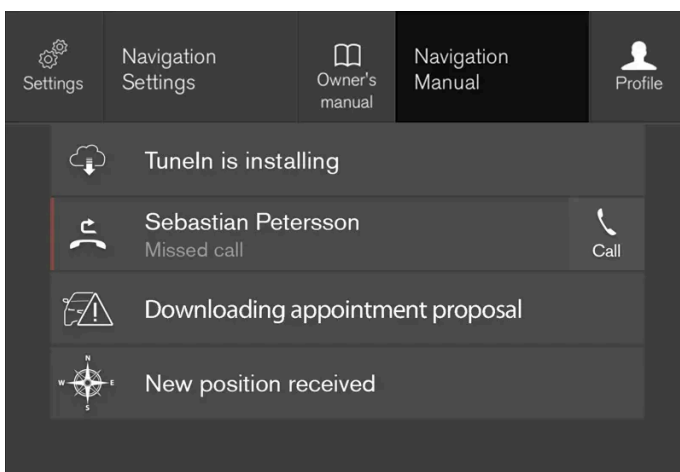 Settings
Navigation
Settings
Owner's
manual
Navigation
Manual
Profile
TuneIn is installing
Sebastian Petersson
Missed call
Call
Downloading appointment proposal
N
W
E
S
New position received